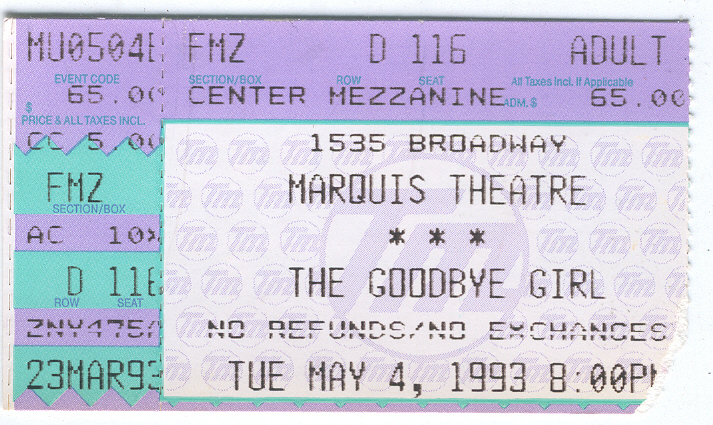 MU0504E FMZ D 116 ADULT
EVENT CODE SECTION/BOX ROW SEAT All Taxes Incl. If Applicable
$ 65.00 CENTER MEZZANINE ADM. $ 65.00
PRICE & ALL TAXES INCL.
CC 5.00 1535 BROADWAY
FMZ MARQUIS THEATRE
SECTION/BOX
AC 10X * * *
D 116 THE GOODBYE GIRL
ROW SEAT
ZNY475A NO REFUNDS/NO EXCHANGES
23MAR93 TUE MAY 4, 1993 8:00PM